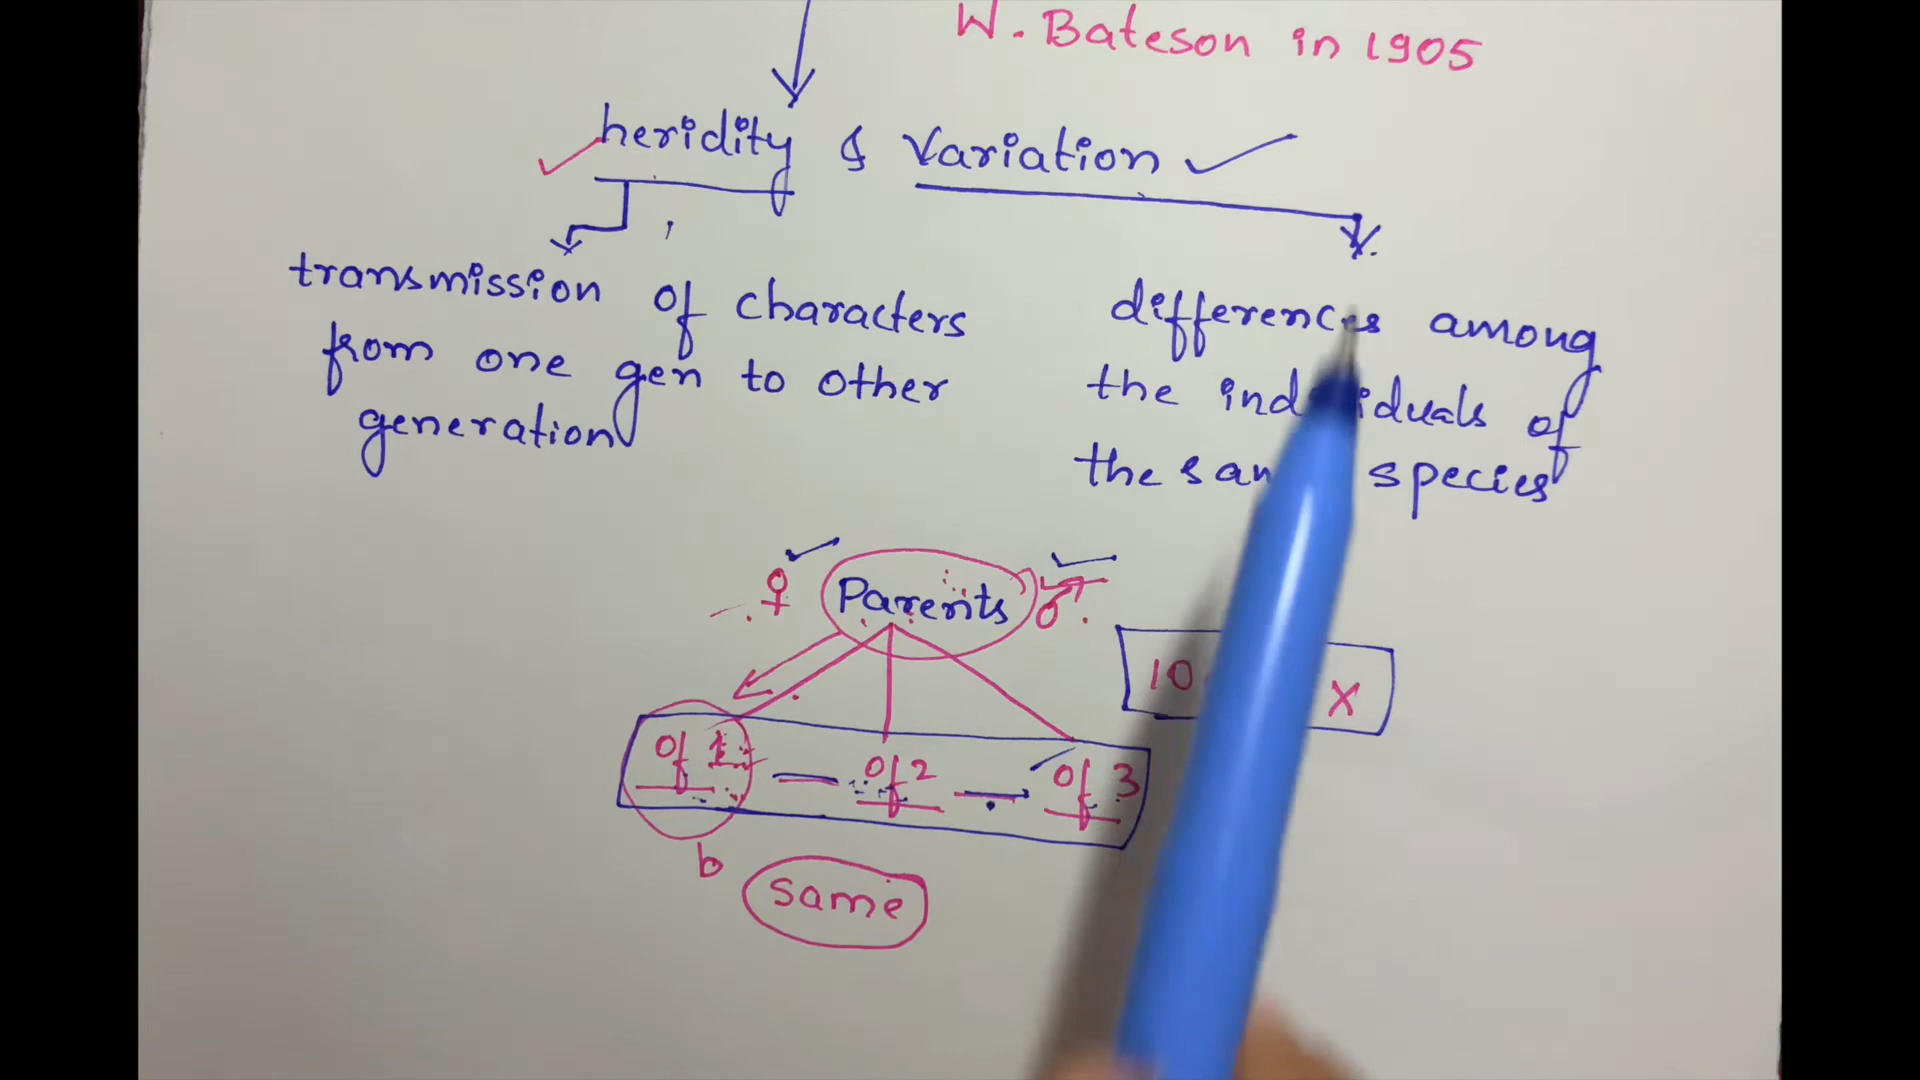 W. Bateson in 1905
heridity & Variation
transmission of characters
from one gen to other
generation
differences among
the individuals of
the same species
♀ Parents ♂
10 X
Of 1 — Of 2 — Of 3
b
Same